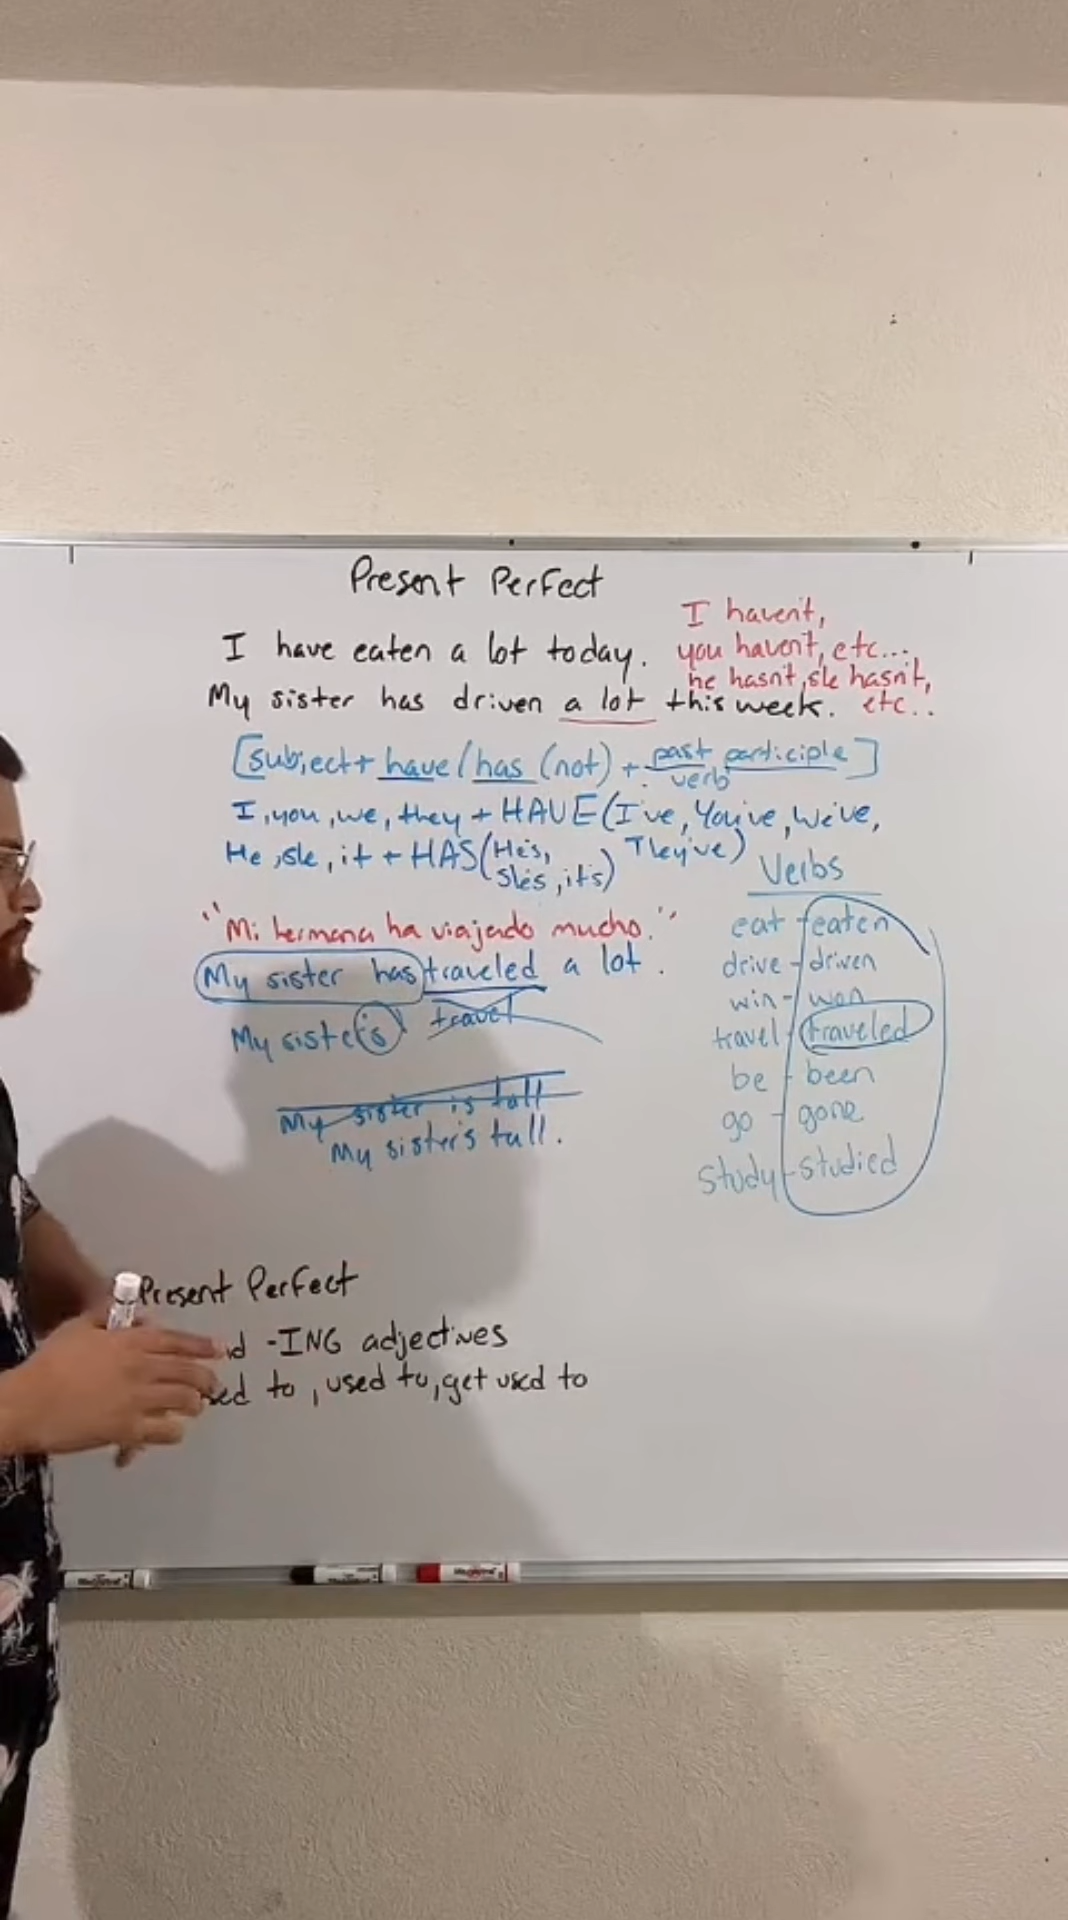 Present Perfect
I have eaten a lot today.
My sister has driven a lot this week.
I haven't,
you haven't, etc...,
he hasn't, she hasn't,
etc..
[subject + have/has (not) + past participle]
verb
I, you, we, they + HAVE (I've, You've, We've,
They've)
He, she, it + HAS (He's,
She's, it's)
"Mi hermana ha viajado mucho."
My sister has traveled a lot.
My sister's travel
My sister is tall
My sister's tall.
Verbs
eat - eaten
drive - driven
win - won
travel - traveled
be - been
go - gone
study - studied
Present Perfect
-ING adjectives
to, used to, get used to